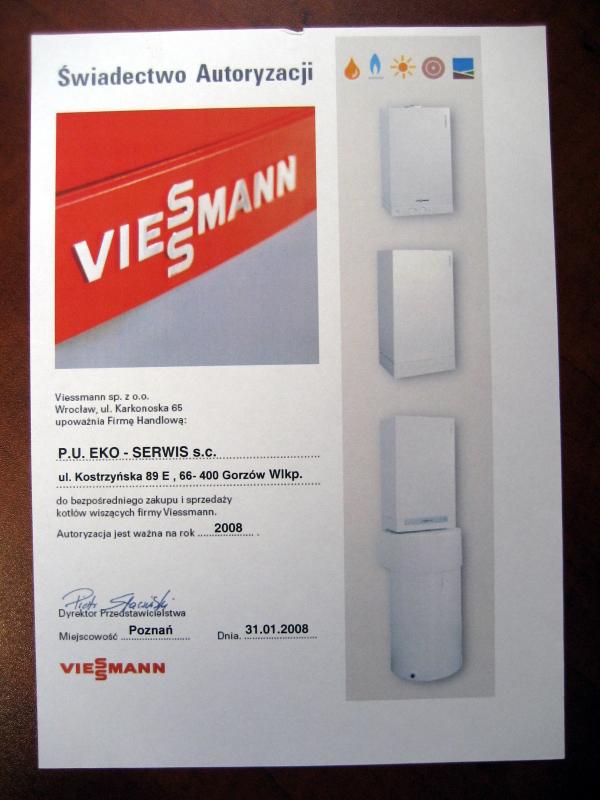 Świadectwo Autoryzacji
VIESSMANN
Viessmann sp. z o.o.
Wrocław, ul. Karkonoska 65
upoważnia Firmę Handlową:
P.U. EKO - SERWIS s.c.
ul. Kostrzyńska 89 E , 66- 400 Gorzów Wlkp.
do bezpośredniego zakupu i sprzedaży
kotłów wiszących firmy Viessmann.
Autoryzacja jest ważna na rok 2008 .
Piotr
Dyrektor Przedstawicielstwa
Miejscowość Poznań Dnia. 31.01.2008
VIESSMANN